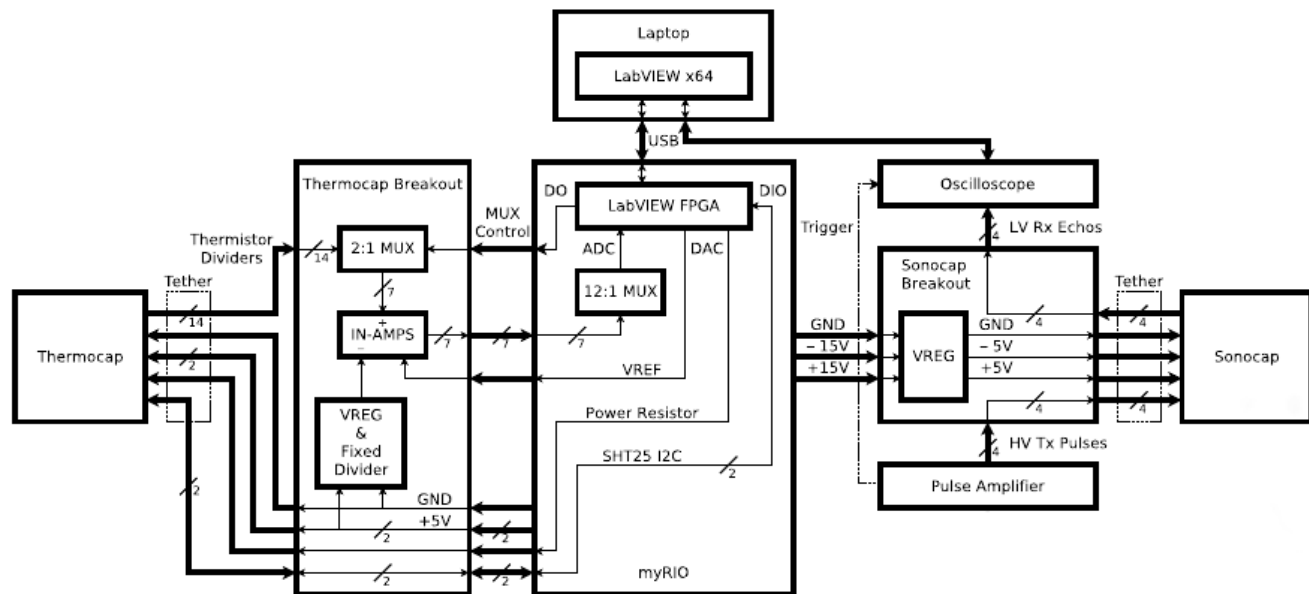 Laptop
LabVIEW x64
USB
Thermocap Breakout
DO
DIO
LabVIEW FPGA
Oscilloscope
MUX
Control
Trigger
4
LV Rx Echos
Thermistor
Dividers
14
2:1 MUX
ADC
DAC
Sonocap
Breakout
Tether
7
12:1 MUX
Tether
14
+
IN-AMPS
−
7
7
7
4
4
GND
GND
Thermocap
VREG
Sonocap
−15V
−5V
2
VREF
+15V
+5V
4
4
VREG
&
Fixed
Divider
Power Resistor
4
HV Tx Pulses
SHT25 I2C
2
2
Pulse Amplifier
GND
+5V
2
2
2
2
myRIO